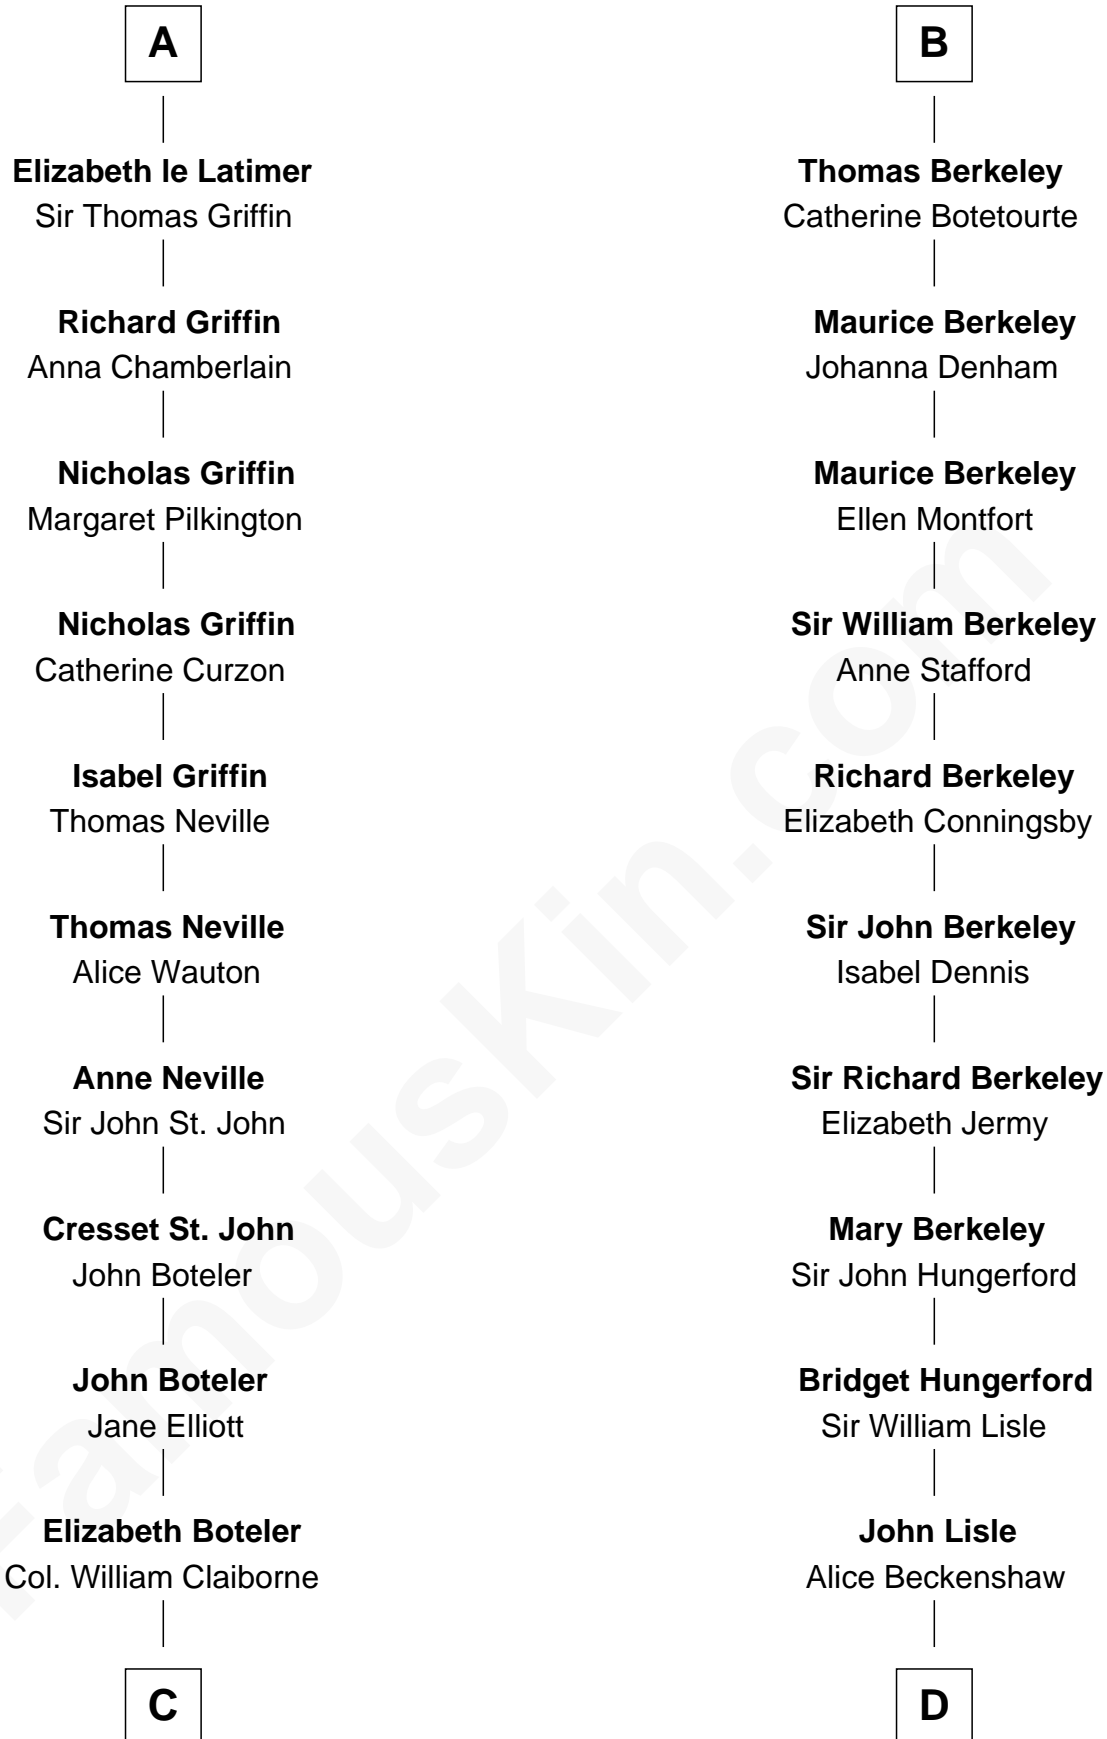 A
Elizabeth le Latimer
Sir Thomas Griffin
Richard Griffin
Anna Chamberlain
Nicholas Griffin
Margaret Pilkington
Nicholas Griffin
Catherine Curzon
Isabel Griffin
Thomas Neville
Thomas Neville
Alice Wauton
Anne Neville
Sir John St. John
Cresset St. John
John Boteler
John Boteler
Jane Elliott
Elizabeth Boteler
Col. William Claiborne
C
B
Thomas Berkeley
Catherine Botetourte
Maurice Berkeley
Johanna Denham
Maurice Berkeley
Ellen Montfort
Sir William Berkeley
Anne Stafford
Richard Berkeley
Elizabeth Conningsby
Sir John Berkeley
Isabel Dennis
Sir Richard Berkeley
Elizabeth Jermy
Mary Berkeley
Sir John Hungerford
Bridget Hungerford
Sir William Lisle
John Lisle
Alice Beckenshaw
D
FamousKin.com